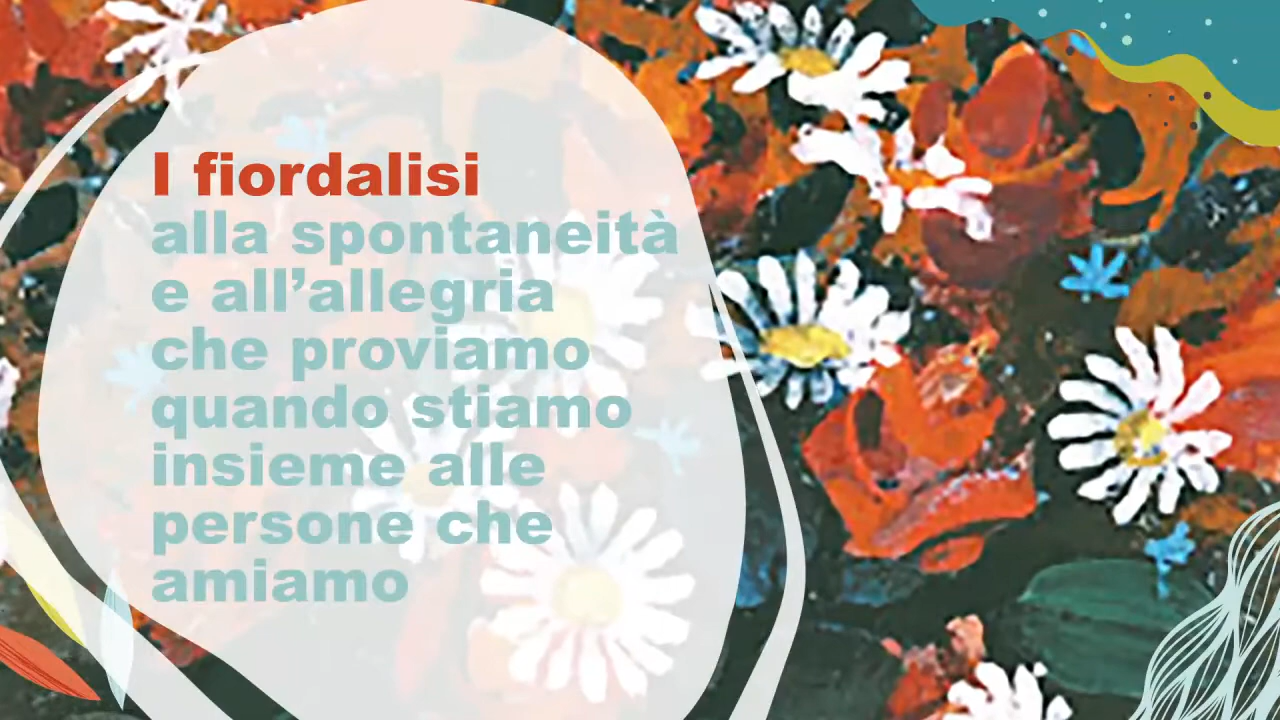 I fiordalisi
alla spontaneità
e all’allegria
che proviamo
quando stiamo
insieme alle
persone che
amiamo